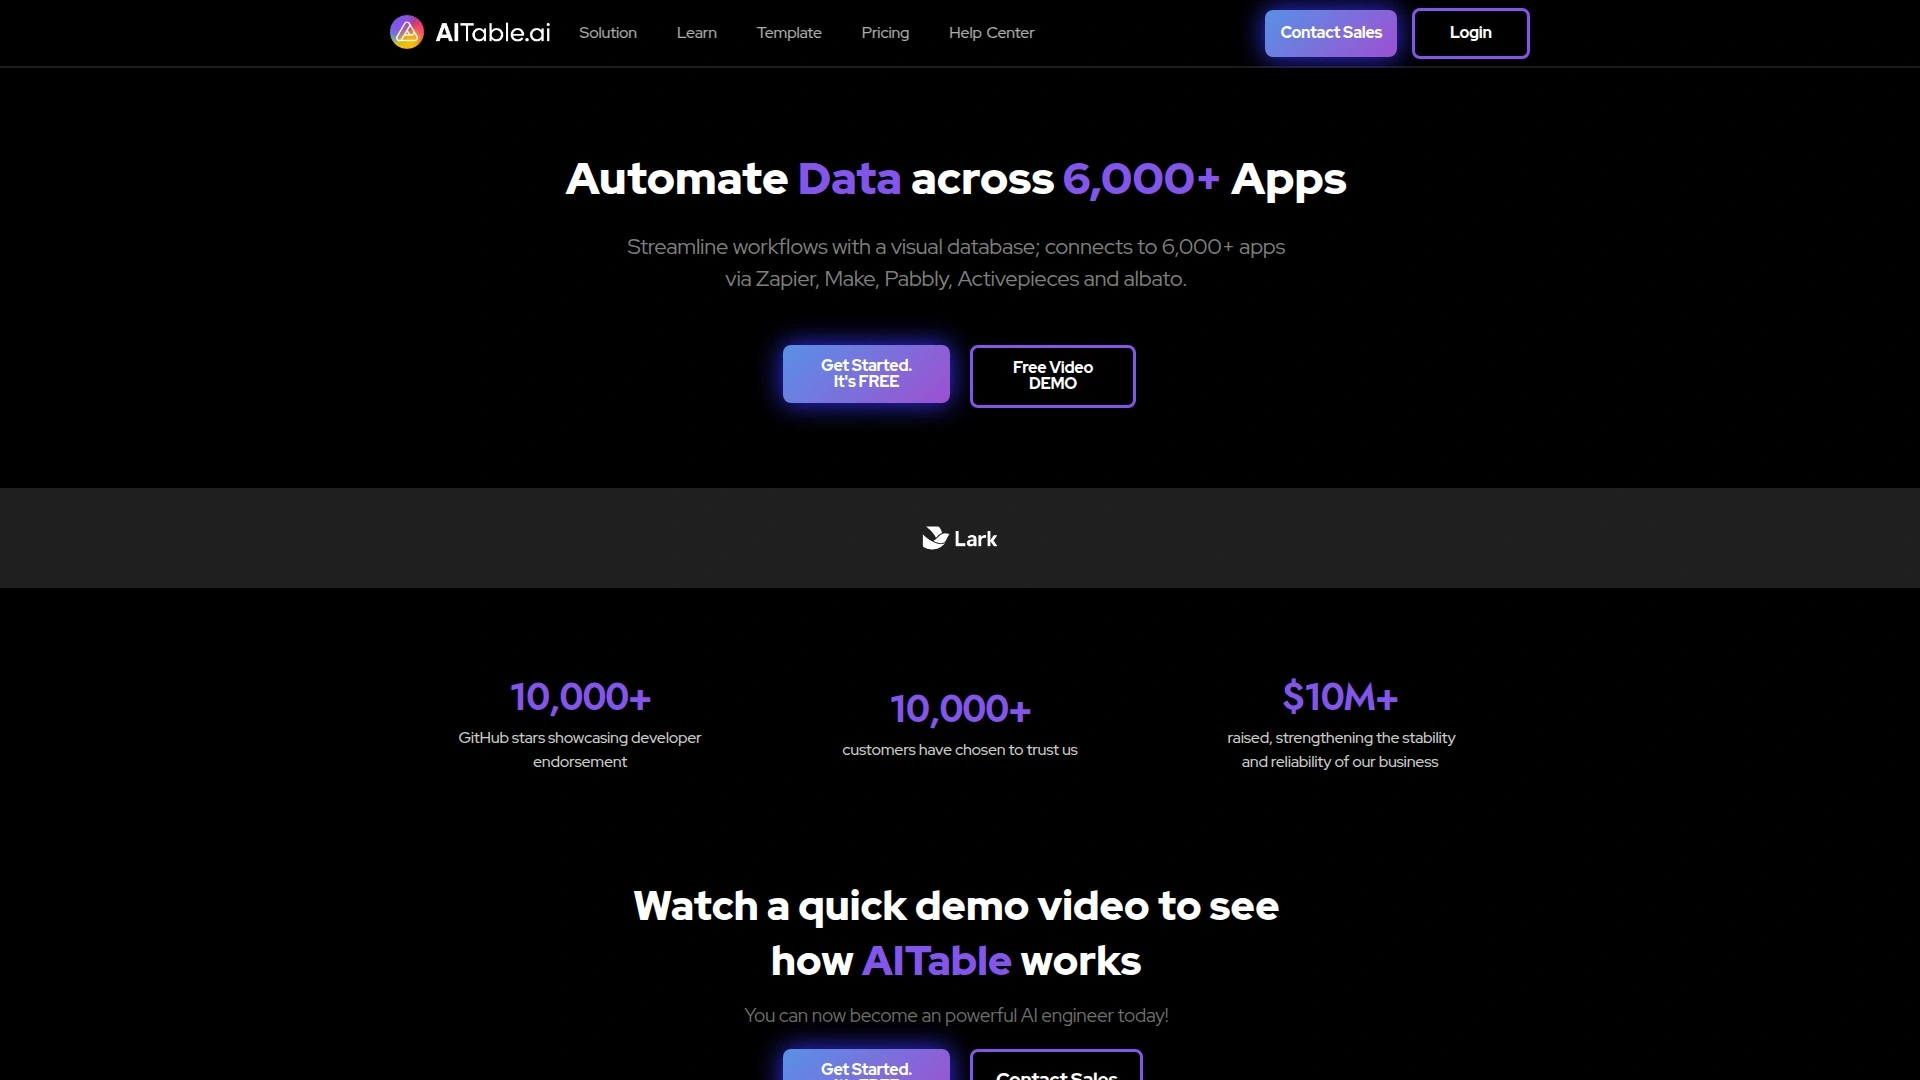 AITable.ai
Solution
Learn
Template
Pricing
Help Center
Contact Sales
Login
Automate Data across 6,000+ Apps
Streamline workflows with a visual database; connects to 6,000+ apps
via Zapier, Make, Pabbly, Activepieces and albato.
Get Started.
It's FREE
Free Video
DEMO
Lark
10,000+
GitHub stars showcasing developer
endorsement
10,000+
customers have chosen to trust us
$10M+
raised, strengthening the stability
and reliability of our business
Watch a quick demo video to see
how AITable works
You can now become an powerful AI engineer today!
Get Started.
It's FREE
Contact Sales